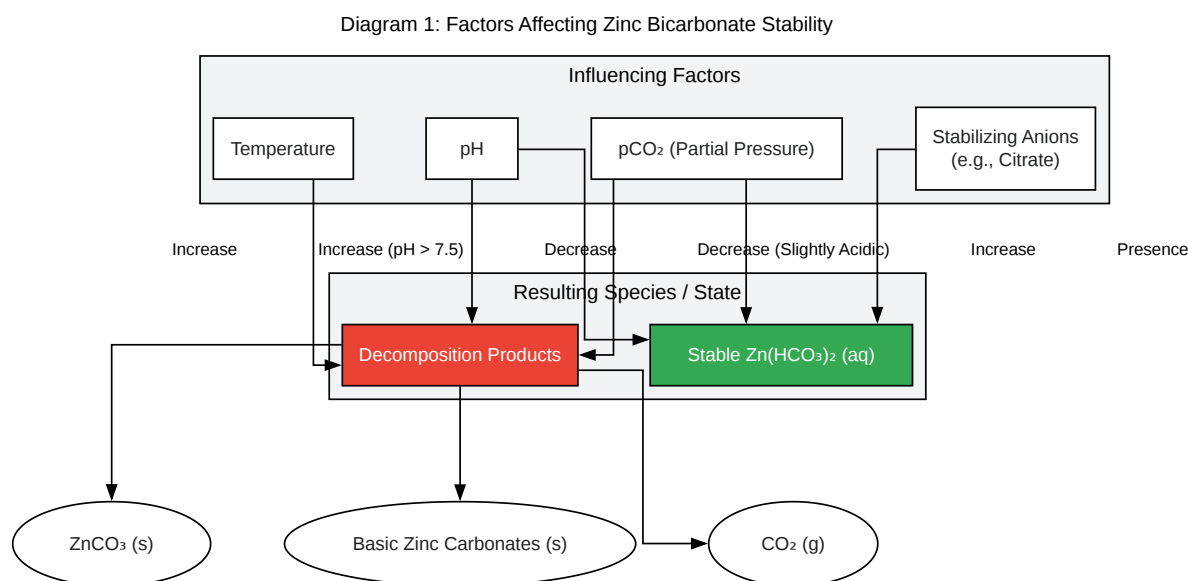 Diagram 1: Factors Affecting Zinc Bicarbonate Stability
Influencing Factors
Temperature
pH
pCO₂ (Partial Pressure)
Stabilizing Anions
(e.g., Citrate)
Increase
Increase (pH > 7.5)
Decrease
Decrease (Slightly Acidic)
Increase
Presence
Resulting Species / State
Decomposition Products
Stable Zn(HCO₃)₂ (aq)
ZnCO₃ (s)
Basic Zinc Carbonates (s)
CO₂ (g)